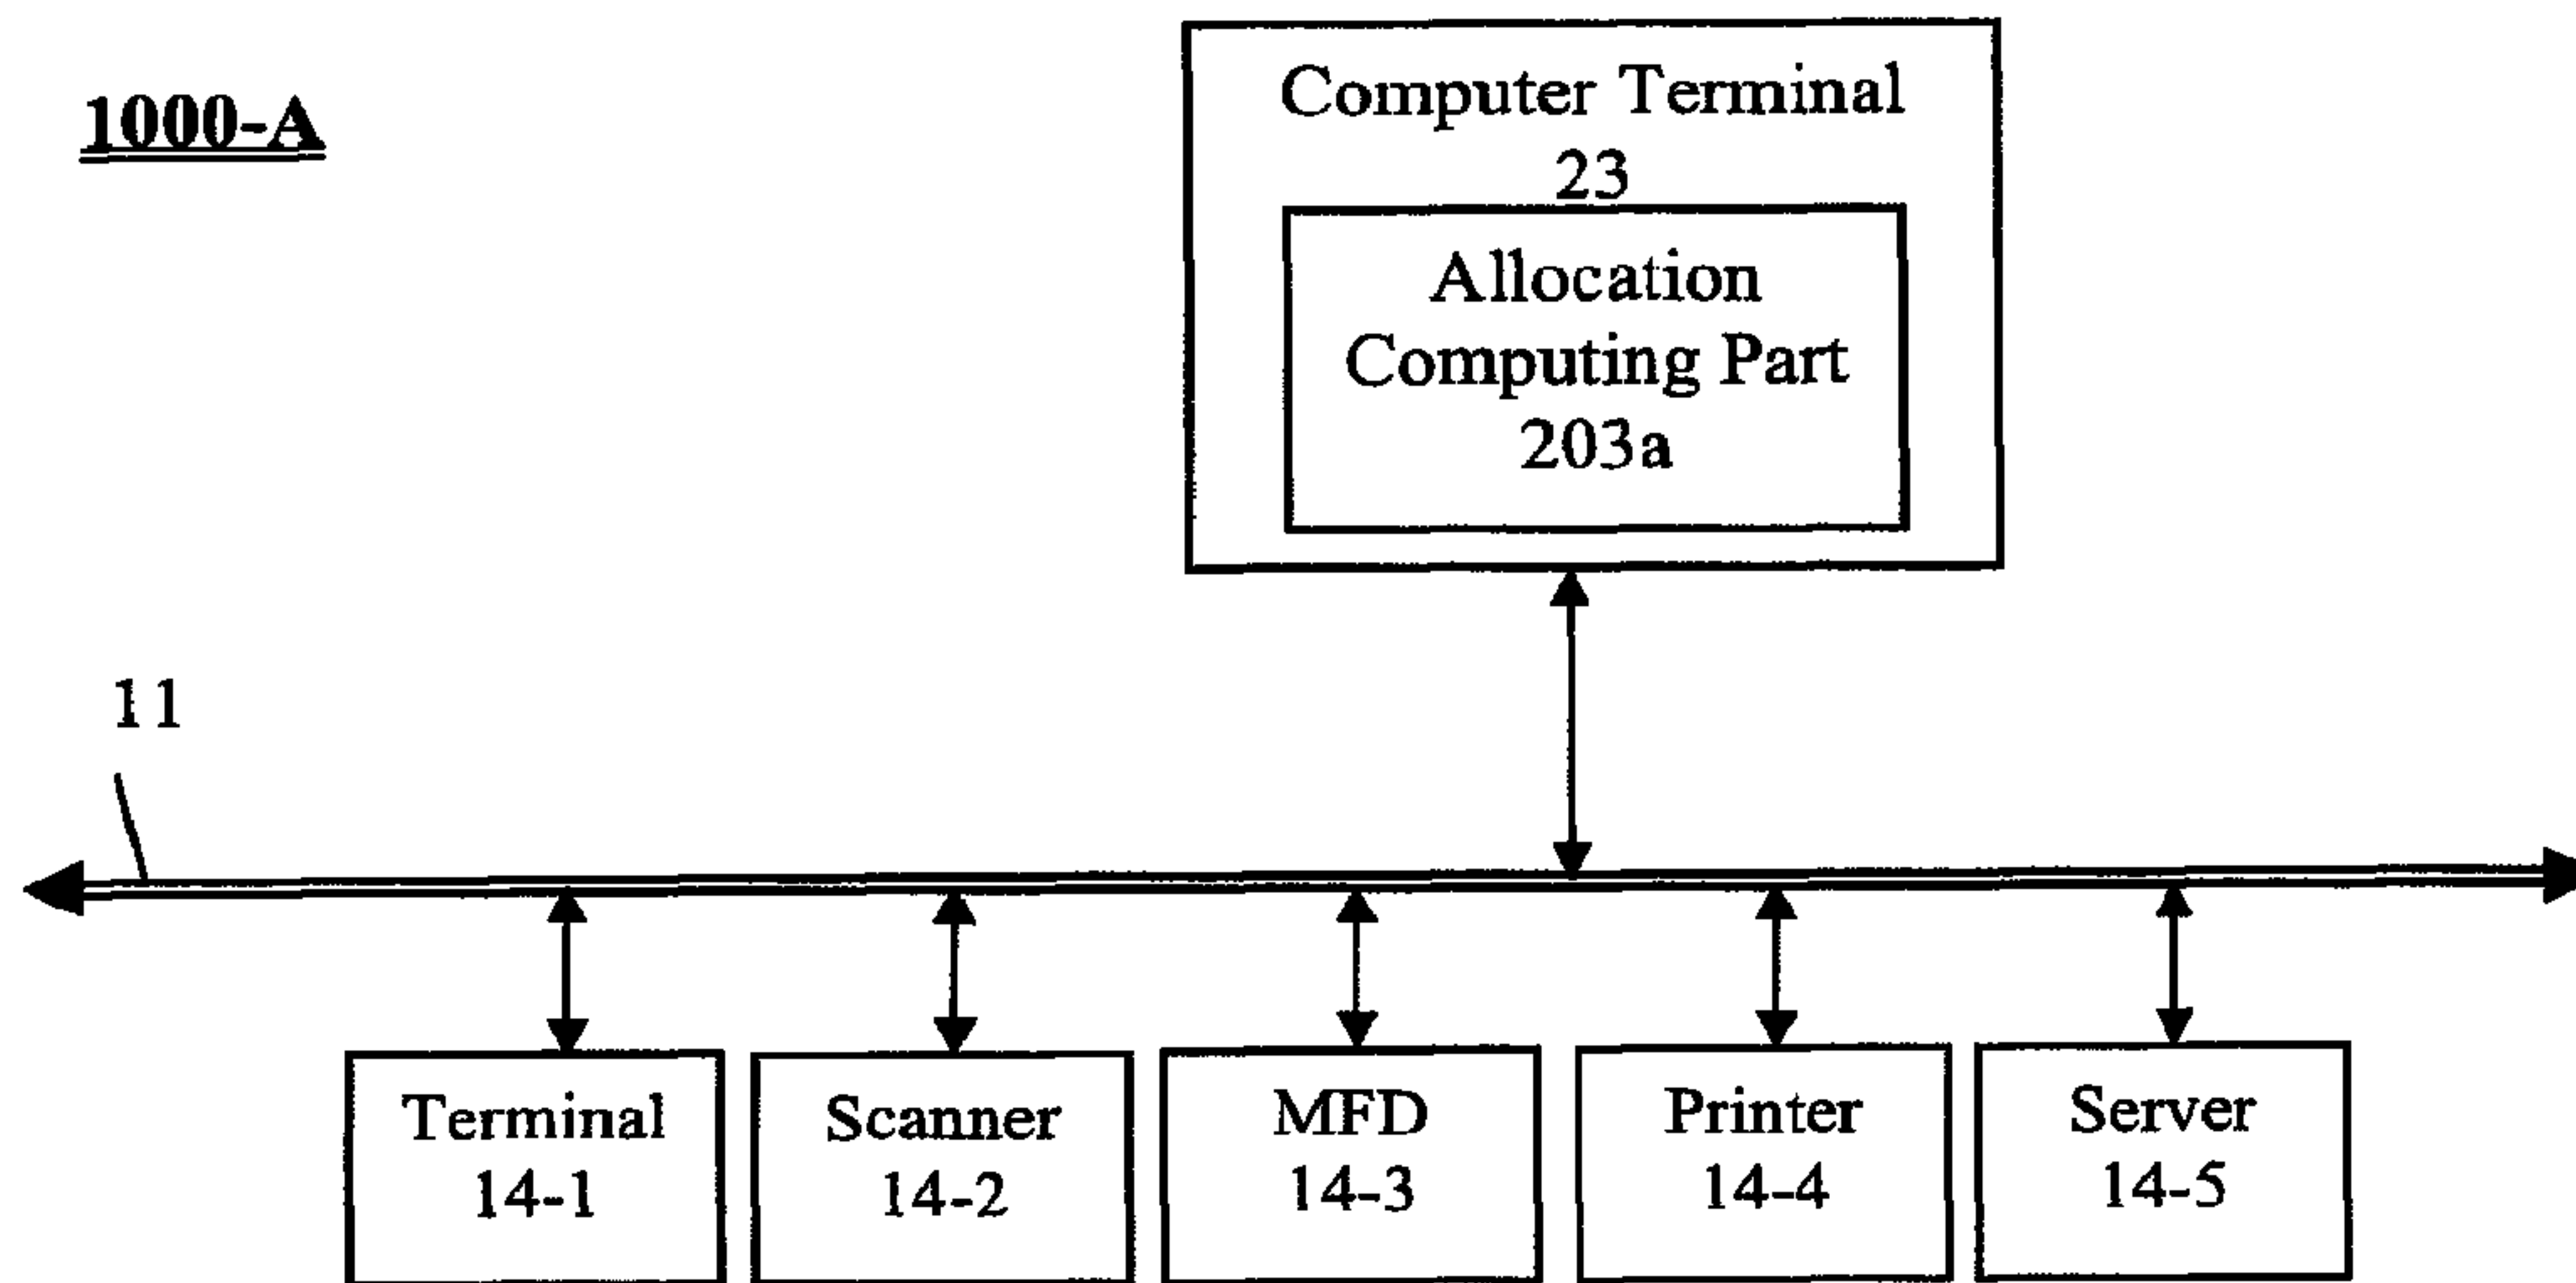 1000-A
Computer Terminal
23
Allocation
Computing Part
203a
11
Terminal
14-1
Scanner
14-2
MFD
14-3
Printer
14-4
Server
14-5